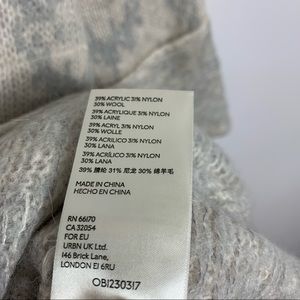 39% ACRYLIC 31% NYLON
30% WOOL
39% ACRYLIQUE 31% NYLON
30% LAINE
39% ACRYL 31% NYLON
30% WOLLE
39% ACRÍLICO 31% NYLON
30% LANA
39% ACRILICO 31% NYLON
30% LANA
39% 腈纶 31% 尼龙 30% 绵羊毛
MADE IN CHINA
HECHO EN CHINA
RN 66170
CA 32054
FOR EU
URBN UK Ltd.
146 Brick Lane,
LONDON E1 6RU
OB1230317